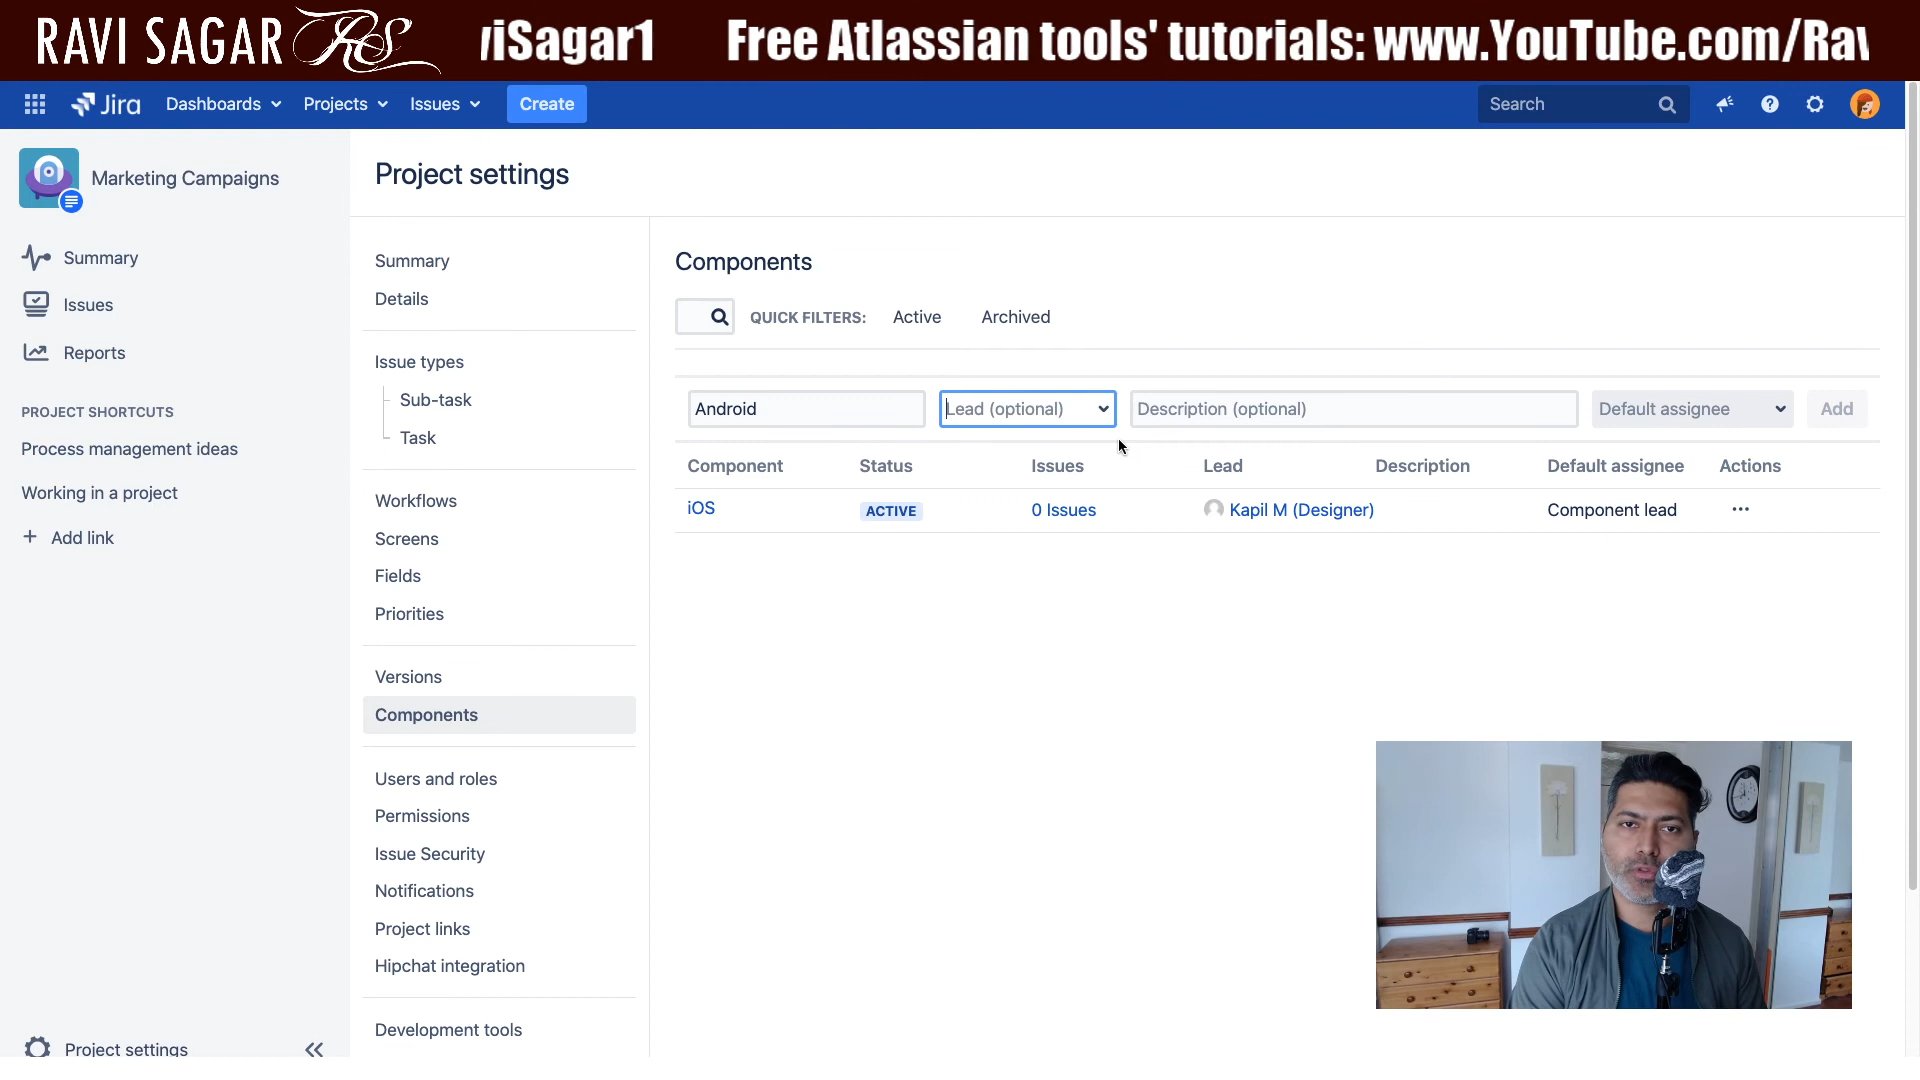 RAVI SAGAR RS
riSagar1 Free Atlassian tools' tutorials: www.YouTube.com/Rav
Jira Dashboards Projects Issues Create Search
Marketing Campaigns
Summary
Issues
Reports
PROJECT SHORTCUTS
Process management ideas
Working in a project
+ Add link
Project settings
Project settings
Summary
Details
Issue types
Sub-task
Task
Workflows
Screens
Fields
Priorities
Versions
Components
Users and roles
Permissions
Issue Security
Notifications
Project links
Hipchat integration
Development tools
Components
QUICK FILTERS: Active Archived
Android Lead (optional) Description (optional) Default assignee Add
Component Status Issues Lead Description Default assignee Actions
iOS ACTIVE 0 Issues Kapil M (Designer) Component lead ...